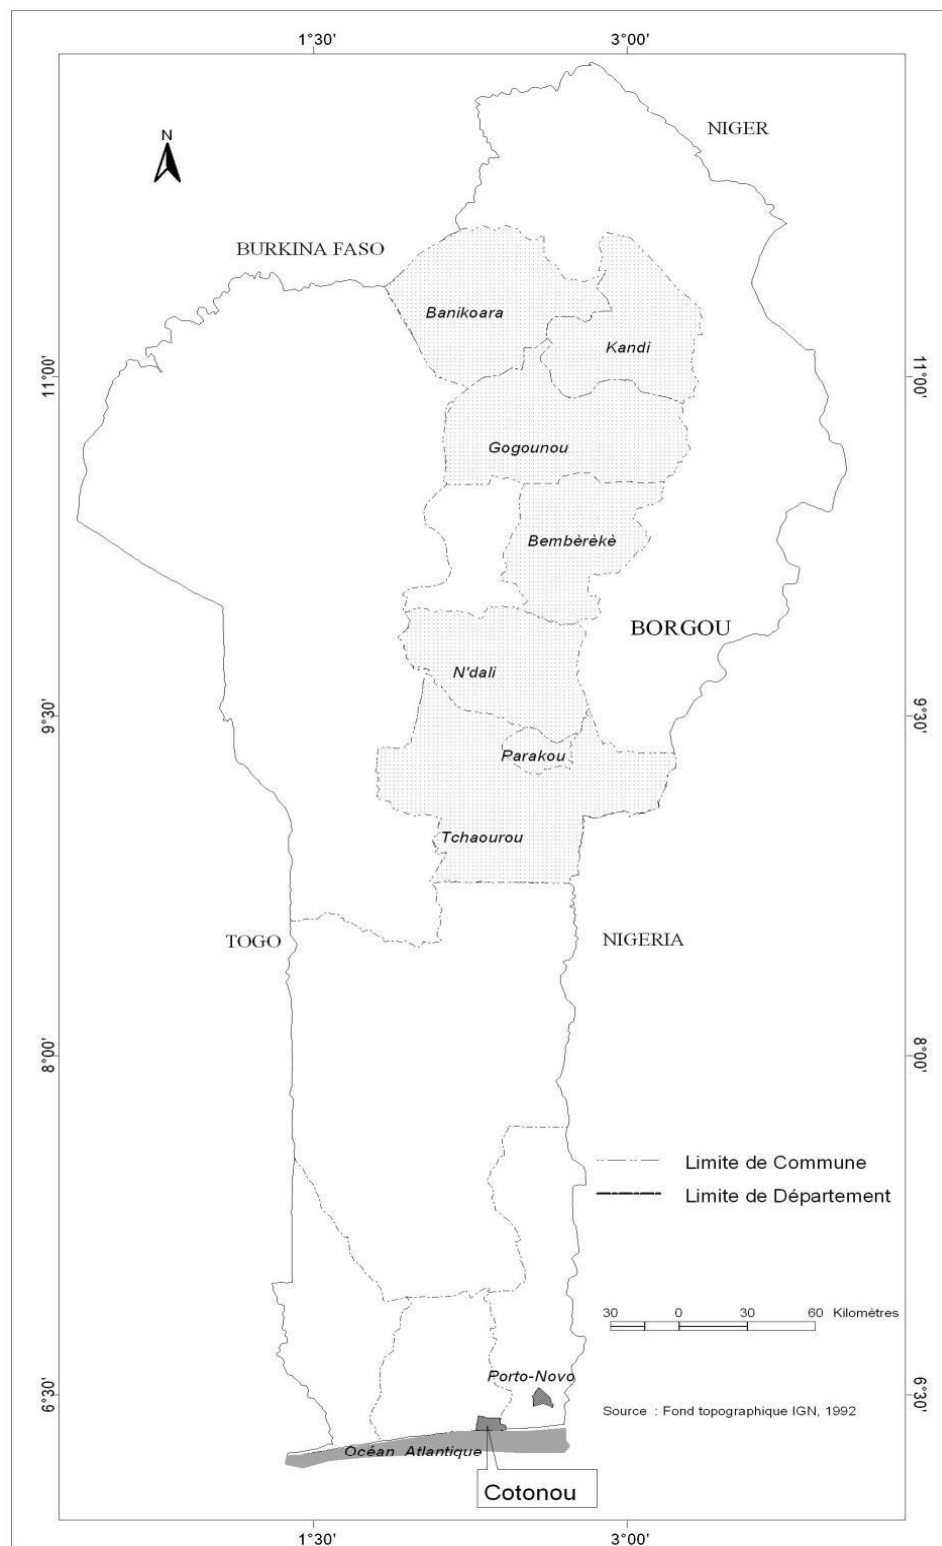 1°30'
3°00'
NIGER
N
BURKINA FASO
Banikoara
Kandi
11°00'
11°00'
Gogounou
Bembèrèkè
BORGOU
N'dali
9°30'
9°30'
Parakou
Tchaourou
TOGO
NIGERIA
8°00'
8°00'
Limite de Commune
Limite de Département
30 0 30 60 Kilomètres
Porto-Novo
6°30'
6°30'
Source : Fond topographique IGN, 1992
Océan Atlantique
Cotonou
1°30'
3°00'